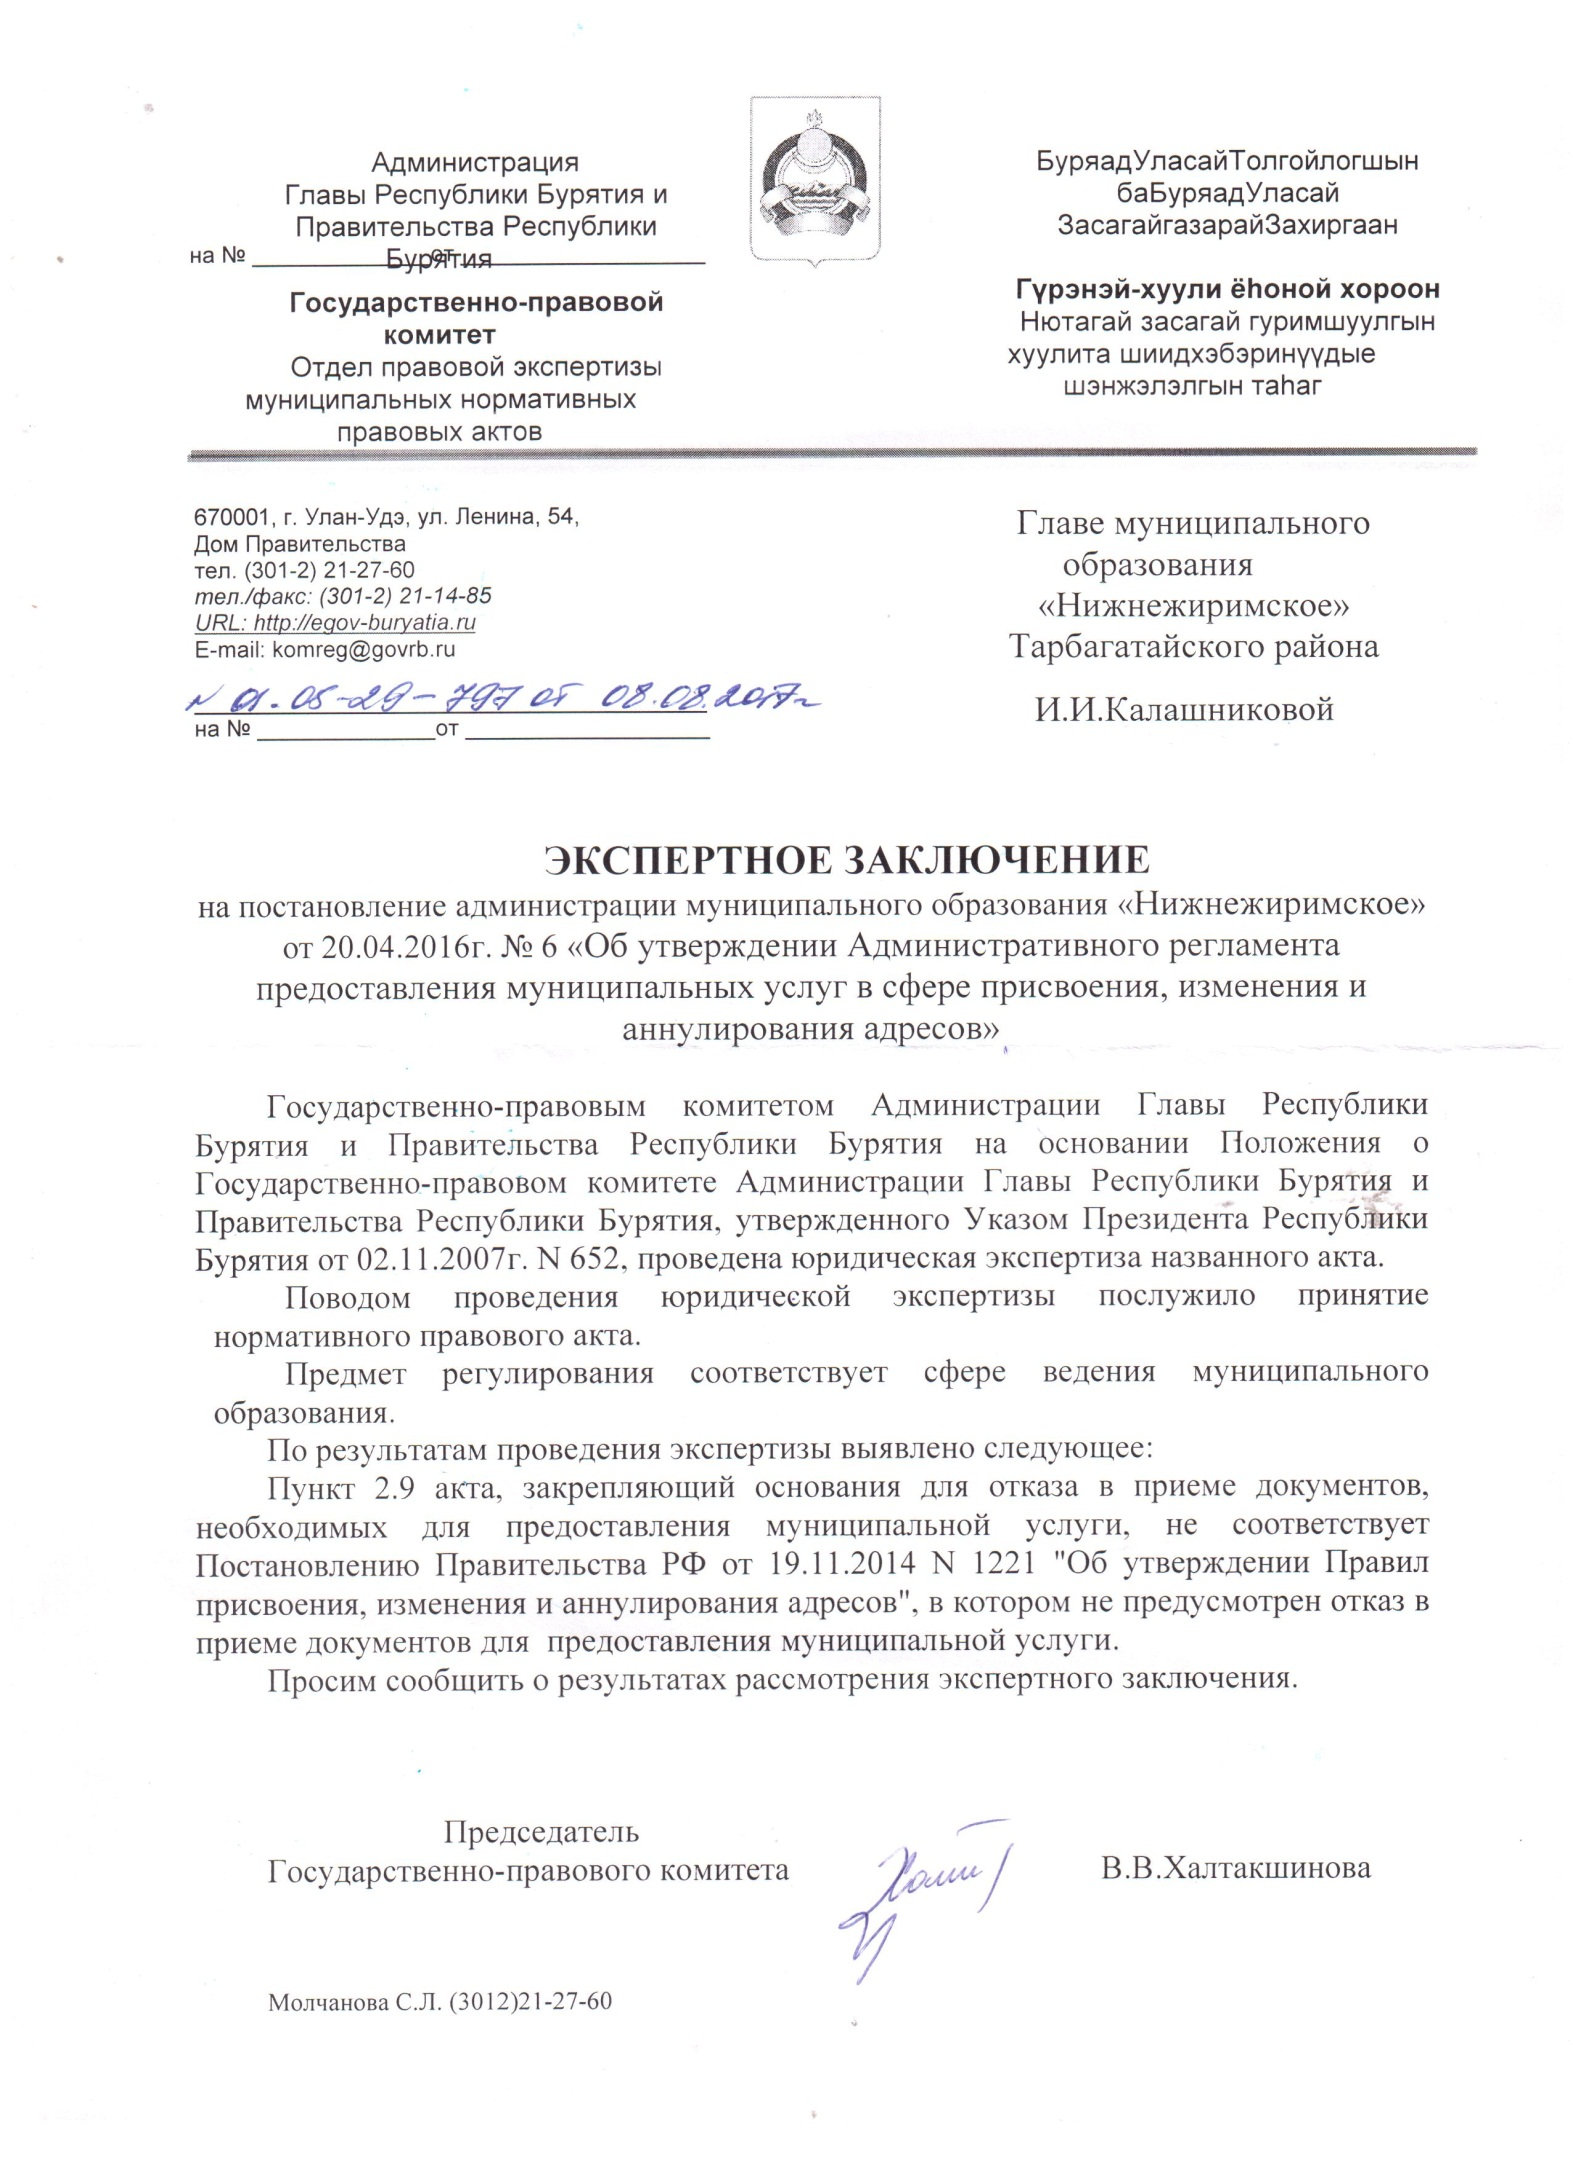 Администрация
Главы Республики Бурятия и
Правительства Республики
Бурятия
на № от
Государственно-правовой
комитет
Отдел правовой экспертизы
муниципальных нормативных
правовых актов
БуряадУласайТолгойлогшын
баБуряадУласай
ЗасагайгазарайЗахиргаан
Гүрэнэй-хуули ёһоной хороон
Нютагай засагай гуримшуулгын
хуулита шиидхэбэринүүдые
шэнжэлэлгын таһаг
670001, г. Улан-Удэ, ул. Ленина, 54,
Дом Правительства
тел. (301-2) 21-27-60
тел./факс: (301-2) 21-14-85
URL: http://egov-buryatia.ru
E-mail: komreg@govrb.ru
№ 01.05-29-797 от 08.08.2017г
на № от
Главе муниципального
образования
«Нижнежиримское»
Тарбагатайского района
И.И.Калашниковой
ЭКСПЕРТНОЕ ЗАКЛЮЧЕНИЕ
на постановление администрации муниципального образования «Нижнежиримское»
от 20.04.2016г. № 6 «Об утверждении Административного регламента
предоставления муниципальных услуг в сфере присвоения, изменения и
аннулирования адресов»
Государственно-правовым комитетом Администрации Главы Республики
Бурятия и Правительства Республики Бурятия на основании Положения о
Государственно-правовом комитете Администрации Главы Республики Бурятия и
Правительства Республики Бурятия, утвержденного Указом Президента Республики
Бурятия от 02.11.2007г. N 652, проведена юридическая экспертиза названного акта.
Поводом проведения юридической экспертизы послужило принятие
нормативного правового акта.
Предмет регулирования соответствует сфере ведения муниципального
образования.
По результатам проведения экспертизы выявлено следующее:
Пункт 2.9 акта, закрепляющий основания для отказа в приеме документов,
необходимых для предоставления муниципальной услуги, не соответствует
Постановлению Правительства РФ от 19.11.2014 N 1221 "Об утверждении Правил
присвоения, изменения и аннулирования адресов", в котором не предусмотрен отказ в
приеме документов для предоставления муниципальной услуги.
Просим сообщить о результатах рассмотрения экспертного заключения.
Председатель
Государственно-правового комитета
В.В.Халтакшинова
Молчанова С.Л. (3012)21-27-60